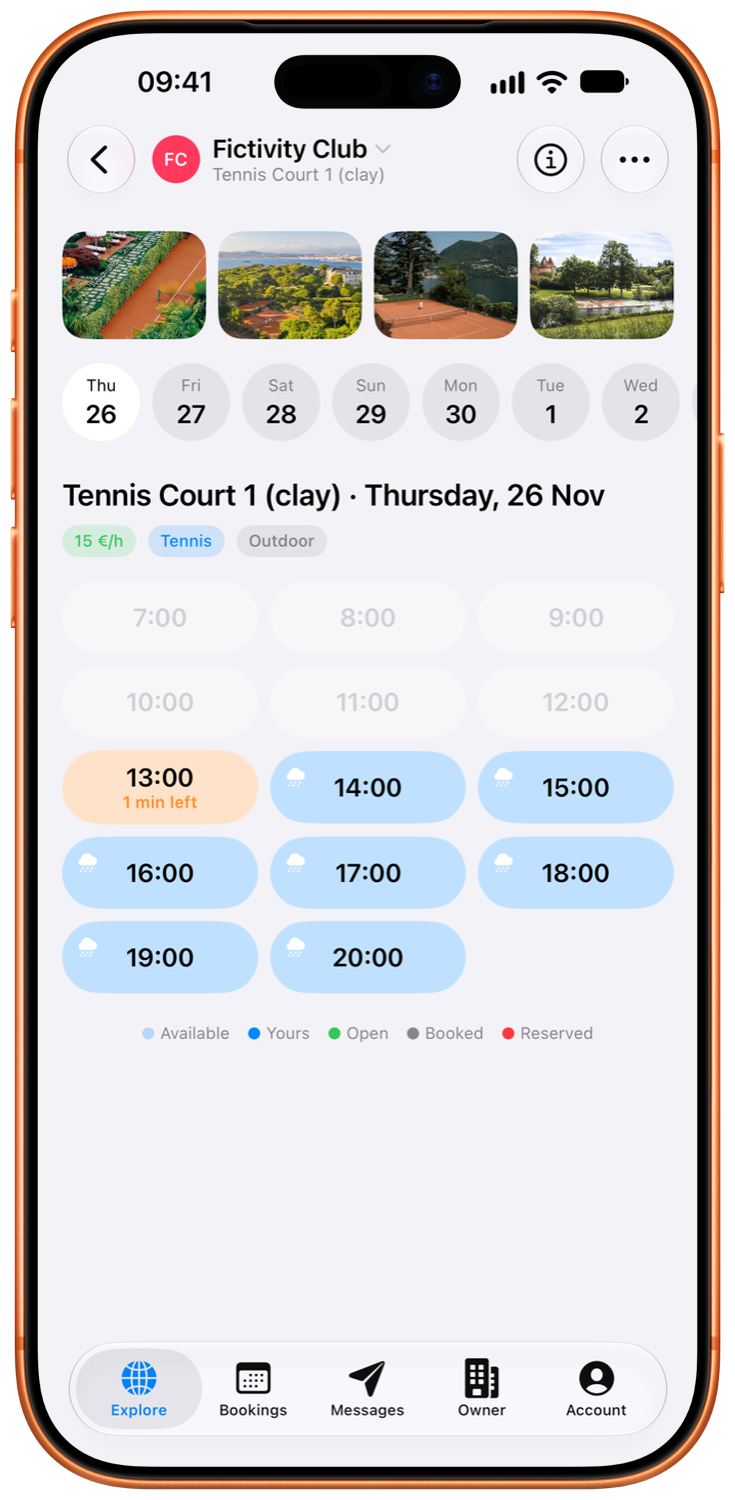 09:41
FC
Fictivity Club
Tennis Court 1 (clay)
Thu Fri Sat Sun Mon Tue Wed
26 27 28 29 30 1 2
Tennis Court 1 (clay) · Thursday, 26 Nov
15 €/h Tennis Outdoor
7:00 8:00 9:00
10:00 11:00 12:00
13:00 14:00 15:00
1 min left
16:00 17:00 18:00
19:00 20:00
Available Yours Open Booked Reserved
Explore Bookings Messages Owner Account